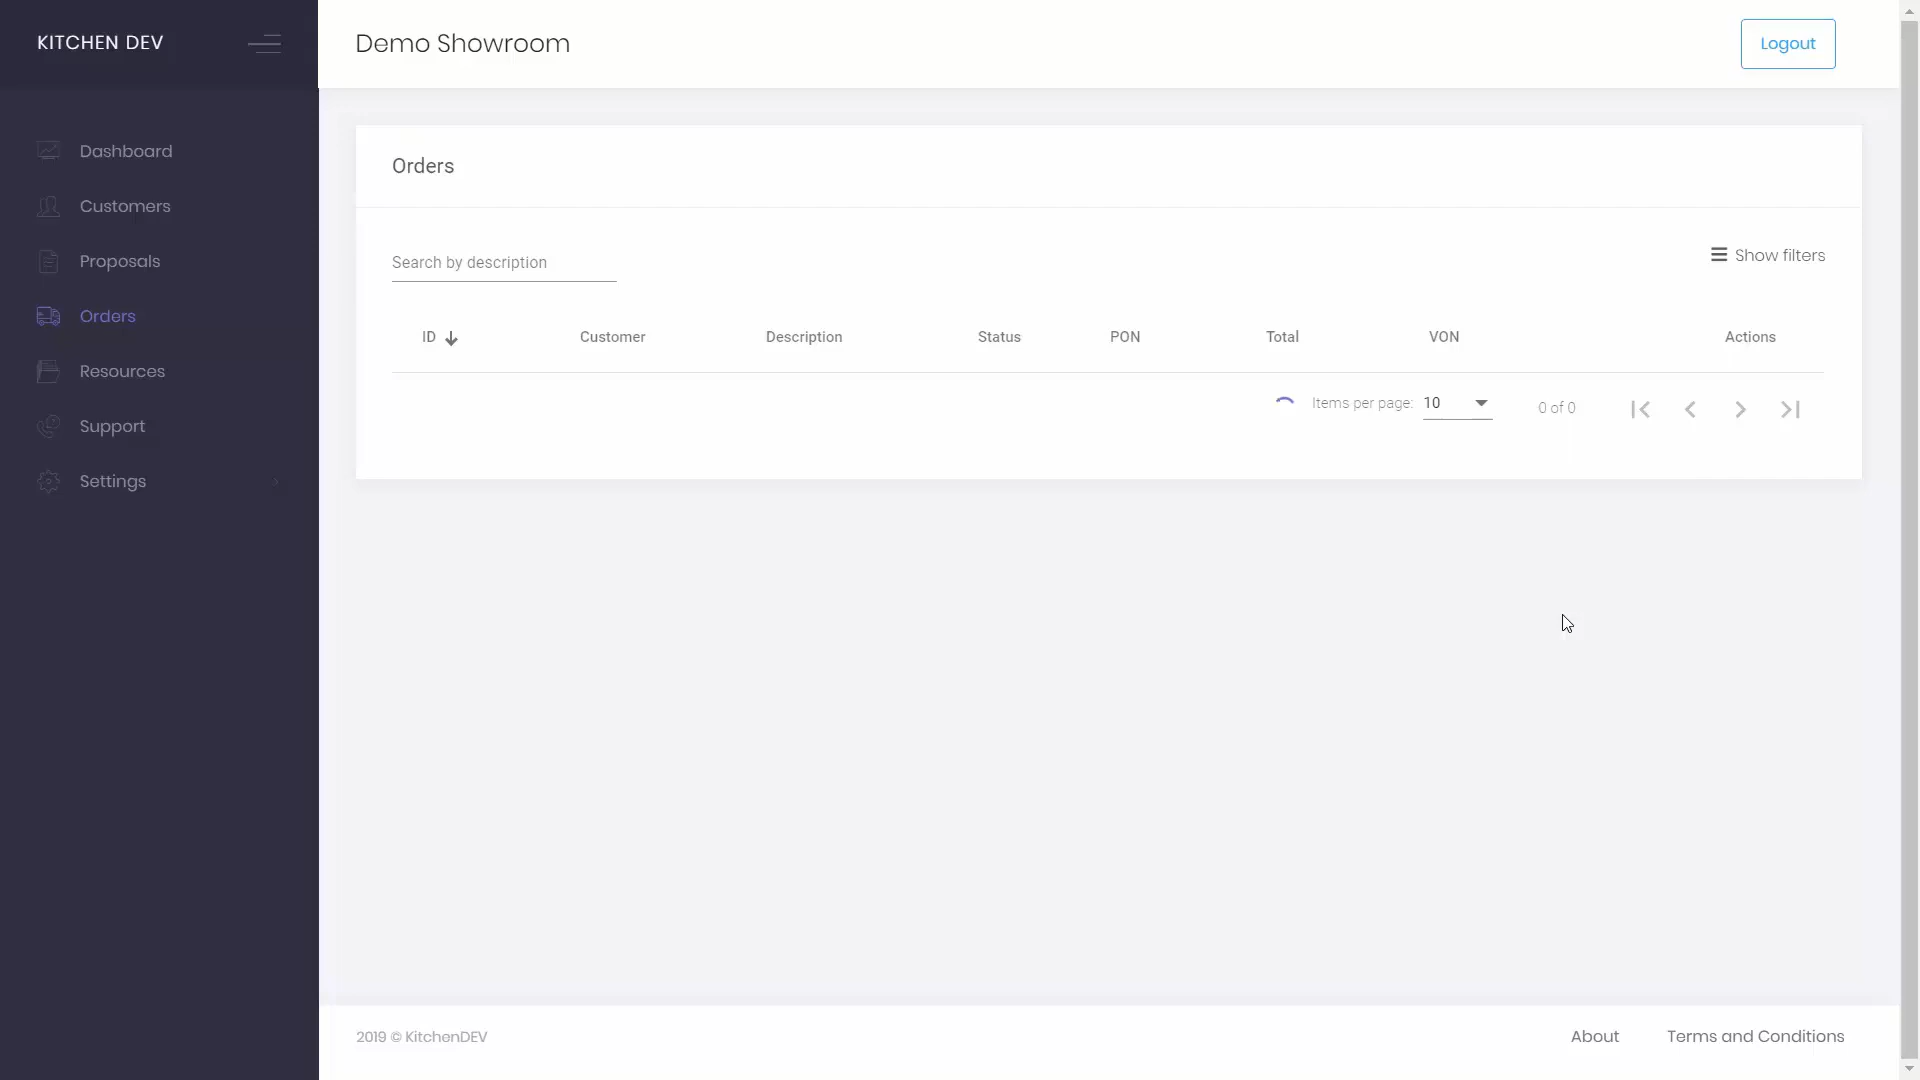 KITCHEN DEV
Demo Showroom
Logout
Dashboard
Customers
Proposals
Orders
Resources
Support
Settings
Orders
Search by description
Show filters
ID Customer Description Status PON Total VON Actions
Items per page: 10 0 of 0
2019 © KitchenDEV
About Terms and Conditions